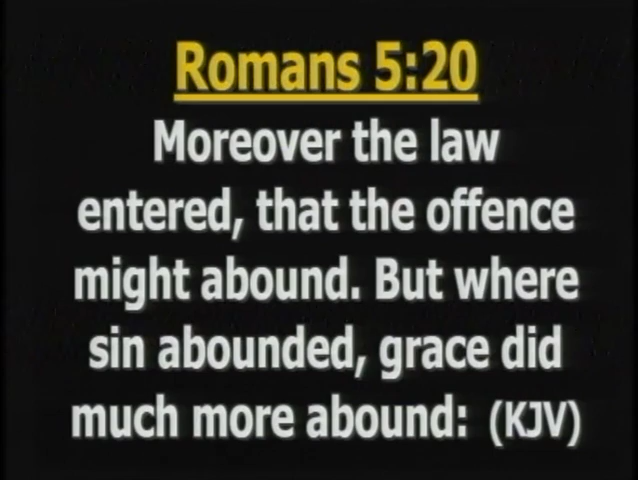 Romans 5:20
Moreover the law
entered, that the offence
might abound. But where
sin abounded, grace did
much more abound: (KJV)